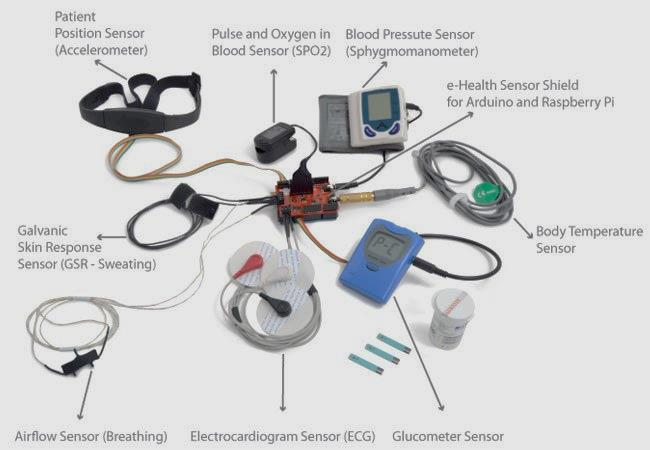 Patient
Position Sensor
(Accelerometer)
Pulse and Oxygen in
Blood Sensor (SPO2)
Blood Pressute Sensor
(Sphygmomanometer)
e-Health Sensor Shield
for Arduino and Raspberry Pi
Galvanic
Skin Response
Sensor (GSR - Sweating)
Body Temperature
Sensor
P-C
Airflow Sensor (Breathing)
Electrocardiogram Sensor (ECG)
Glucometer Sensor